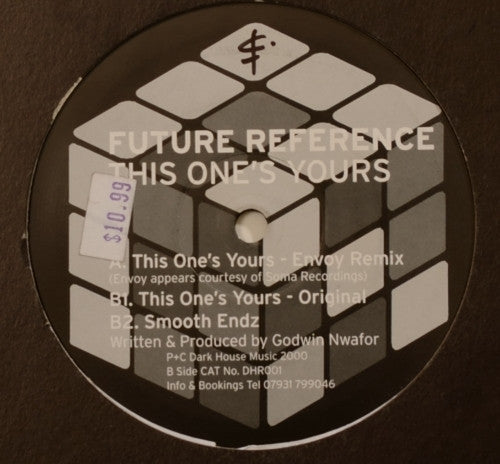 FUTURE REFERENCE
THIS ONE'S YOURS
$10.99
A. This One's Yours - Envoy Remix
(Envoy appears courtesy of Soma Recordings)
B1. This One's Yours - Original
B2. Smooth Endz
Written & Produced by Godwin Nwafor
P+C Dark House Music 2000
B Side CAT No. DHR001
Info & Bookings Tel 07931 799046